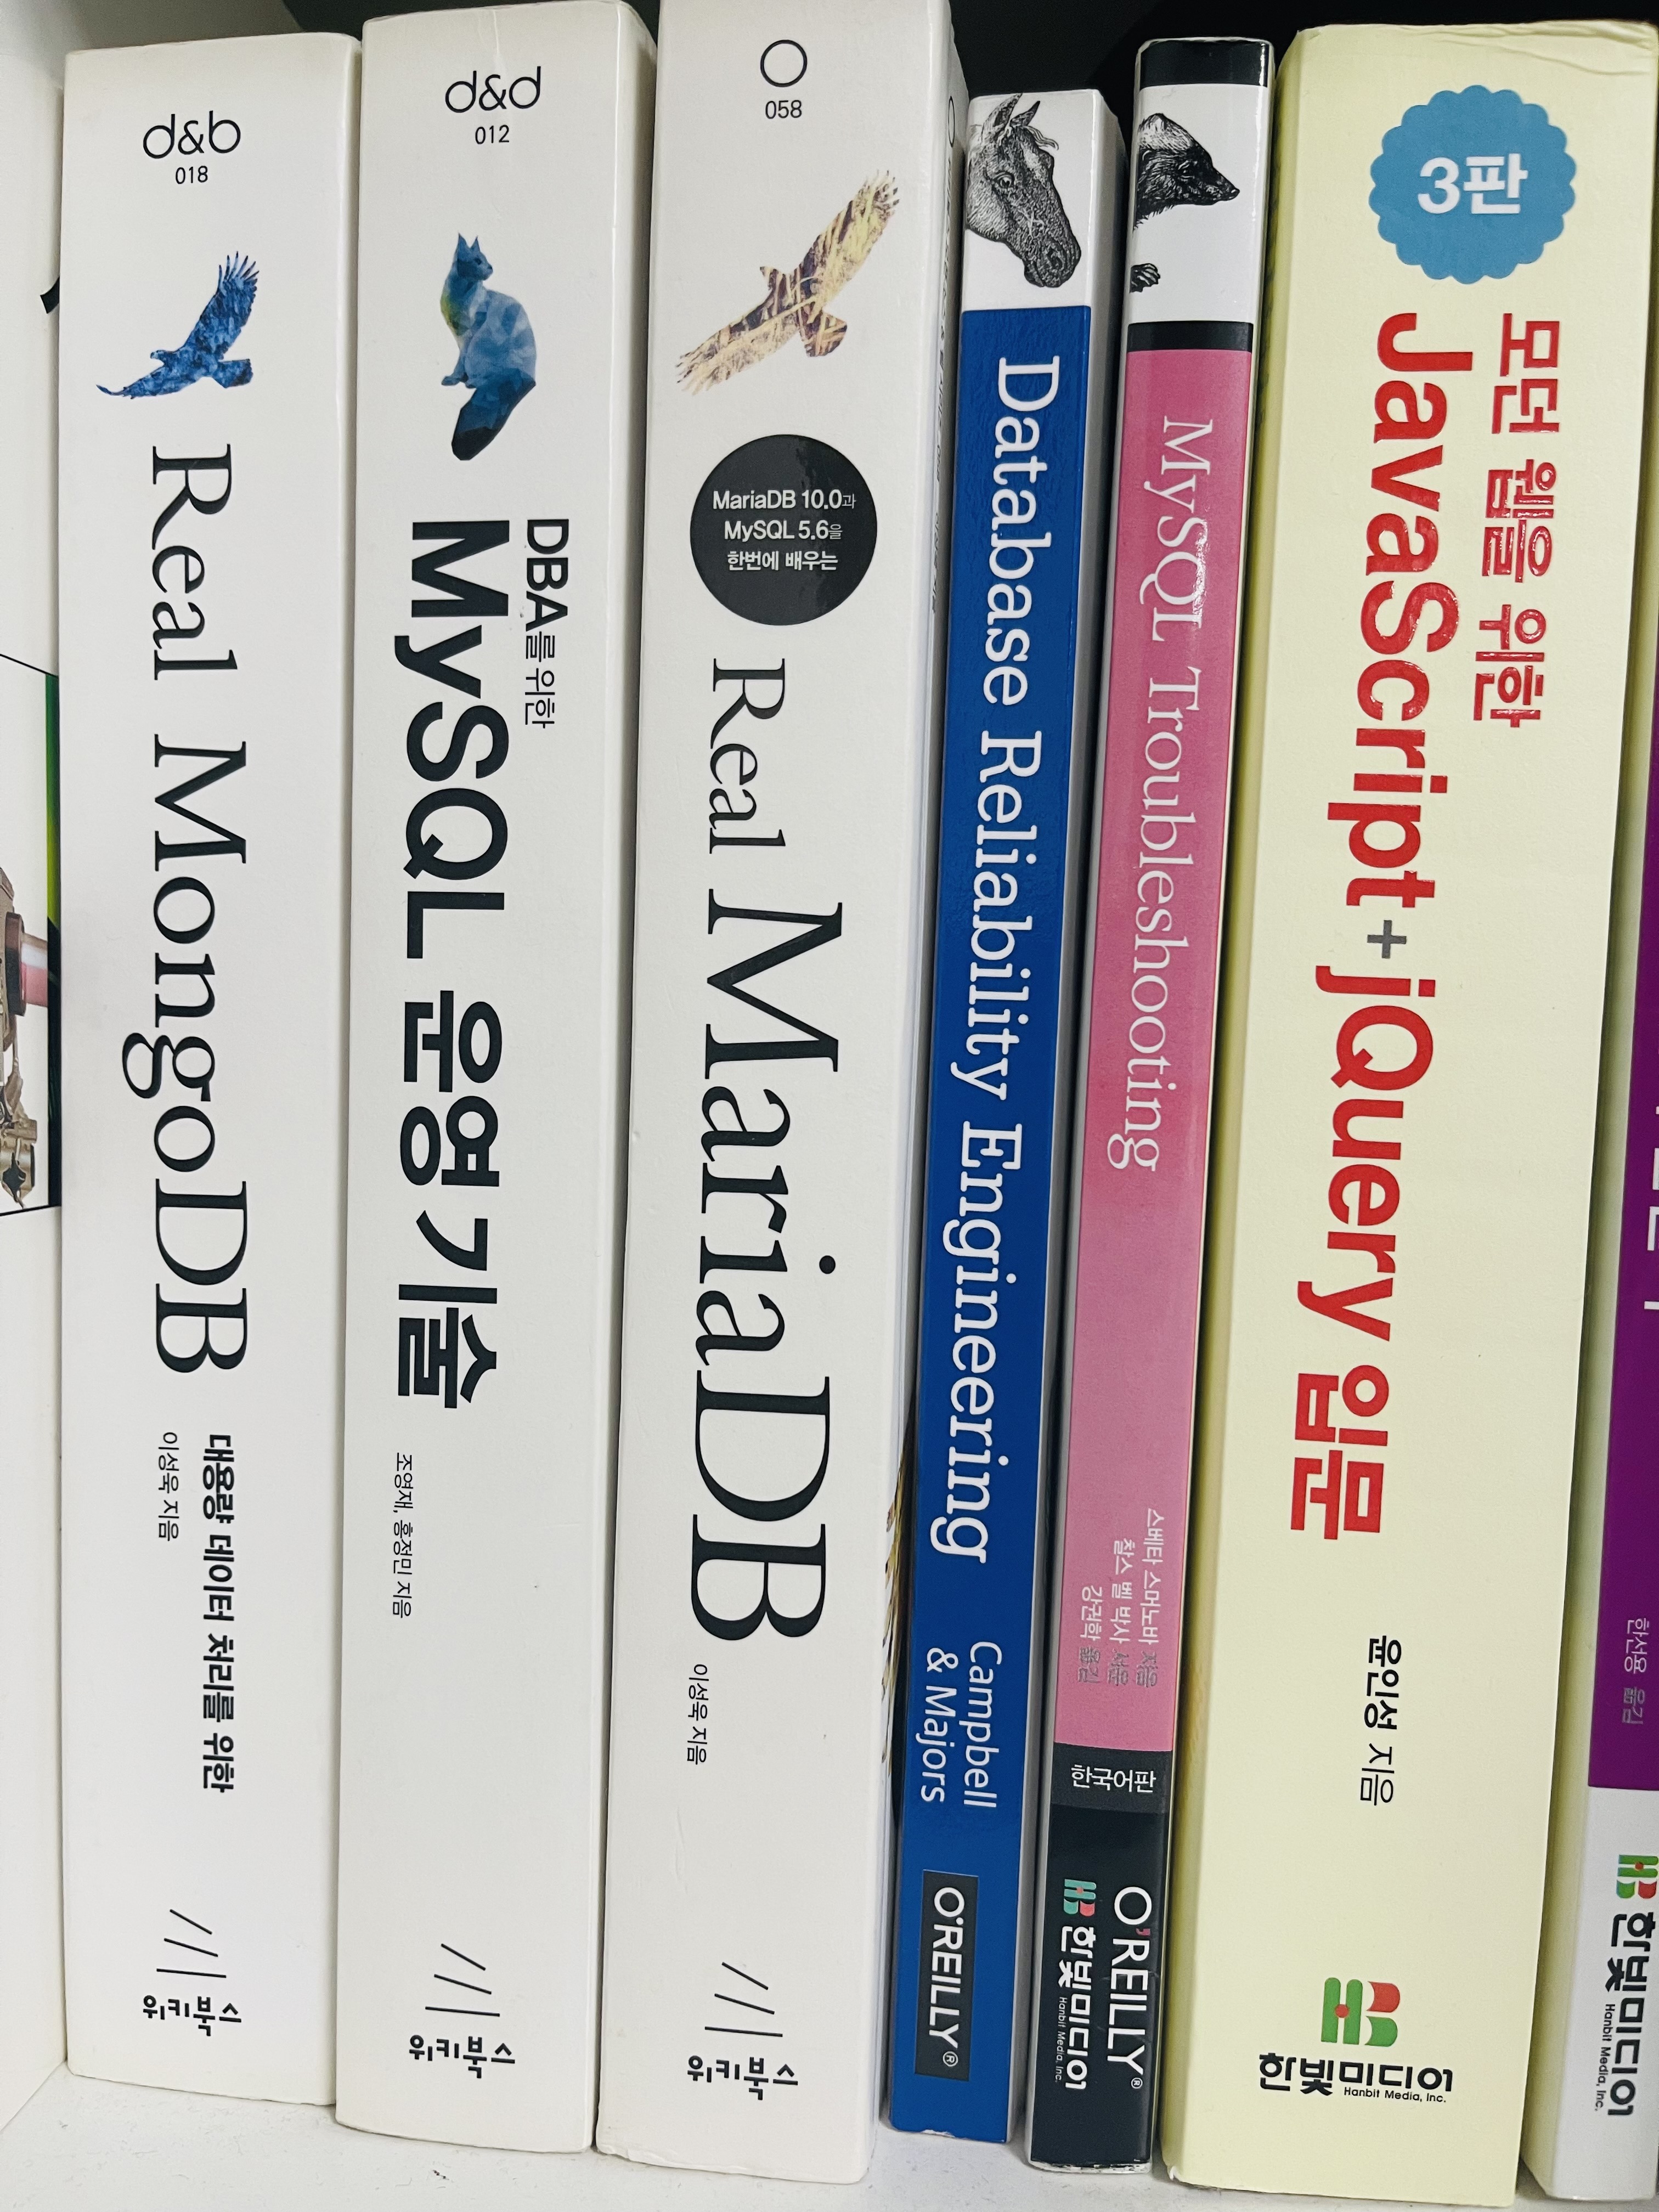 d&b
018
Real MongoDB
대용량 데이터 처리를 위한
이성욱 지음
위키북스
d&d
012
DBA를 위한
MySQL 운영 기술
조영재, 홍정민 지음
위키북스
058
MariaDB 10.0과
MySQL 5.6을
한번에 배우는
Real MariaDB
이성욱 지음
위키북스
Database Reliability Engineering
Campbell
& Majors
O'REILLY®
MySQL Troubleshooting
스베타 스머노바 지음
찰스 벨 박사 서문
강권학 옮김
한국어판
O'REILLY®
한빛미디어
Hanbit Media, Inc.
3판
모던 웹을 위한
JavaScript + jQuery 입문
윤인성 지음
한빛미디어
Hanbit Media, Inc.
한선용 옮김
한빛미디어
Hanbit Media, Inc.